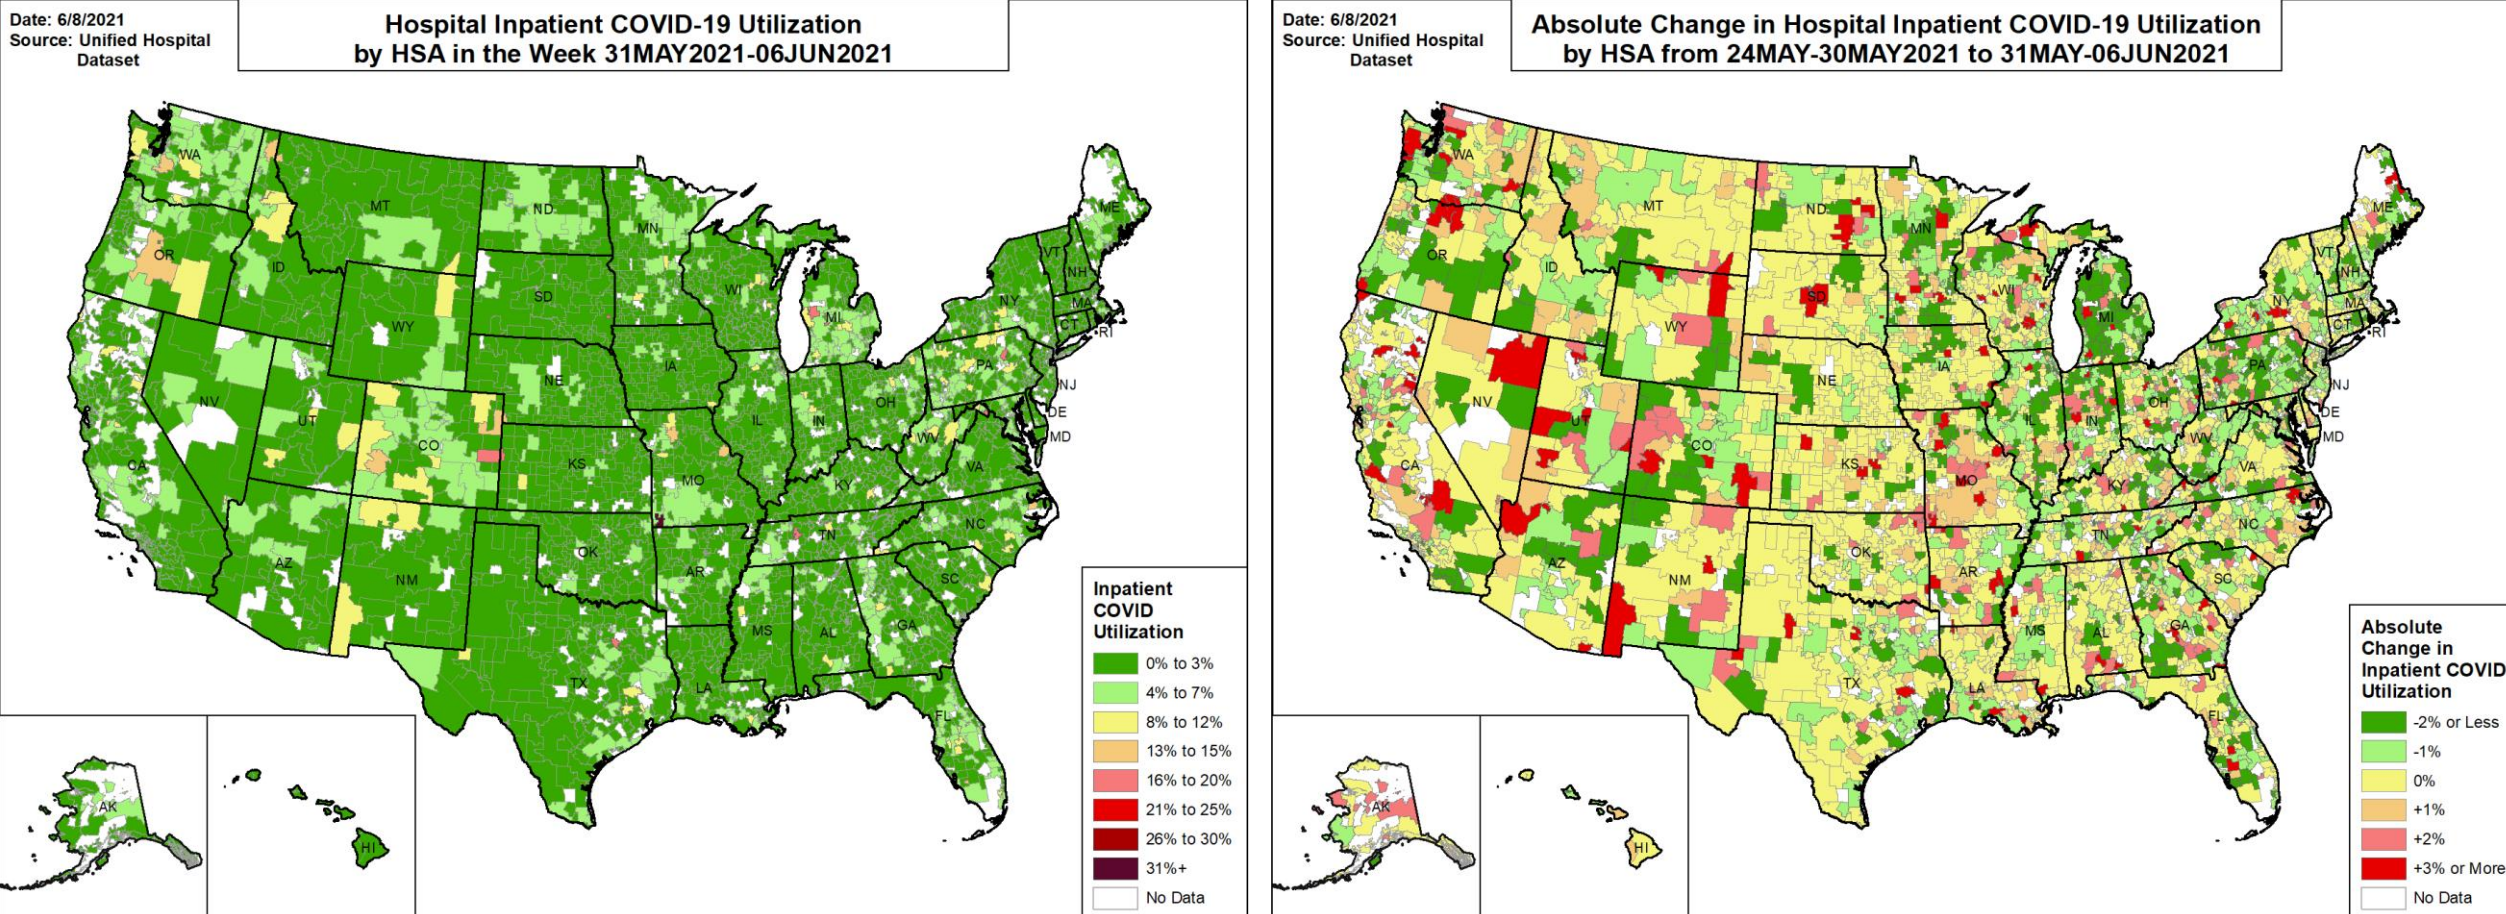 Date: 6/8/2021
Source: Unified Hospital
Dataset
Hospital Inpatient COVID-19 Utilization
by HSA in the Week 31MAY2021-06JUN2021
WA
MT
ND
MN
ME
OR
ID
SD
WI
MI
VT
NH
NY
MA
CT
RI
WY
IA
NE
PA
NJ
NV
UT
CO
IL
IN
OH
DE
MD
WV
CA
KS
MO
KY
VA
NC
TN
AZ
NM
OK
AR
SC
MS
AL
GA
TX
LA
FL
AK
HI
Inpatient
COVID
Utilization
0% to 3%
4% to 7%
8% to 12%
13% to 15%
16% to 20%
21% to 25%
26% to 30%
31%+
No Data
Date: 6/8/2021
Source: Unified Hospital
Dataset
Absolute Change in Hospital Inpatient COVID-19 Utilization
by HSA from 24MAY-30MAY2021 to 31MAY-06JUN2021
WA
MT
ND
MN
ME
OR
ID
SD
WI
MI
VT
NH
NY
MA
CT
RI
WY
IA
NE
PA
NJ
NV
UT
CO
IL
IN
OH
DE
MD
WV
CA
KS
MO
KY
VA
NC
TN
AZ
NM
OK
AR
SC
MS
AL
GA
TX
LA
FL
AK
HI
Absolute
Change in
Inpatient COVID
Utilization
-2% or Less
-1%
0%
+1%
+2%
+3% or More
No Data